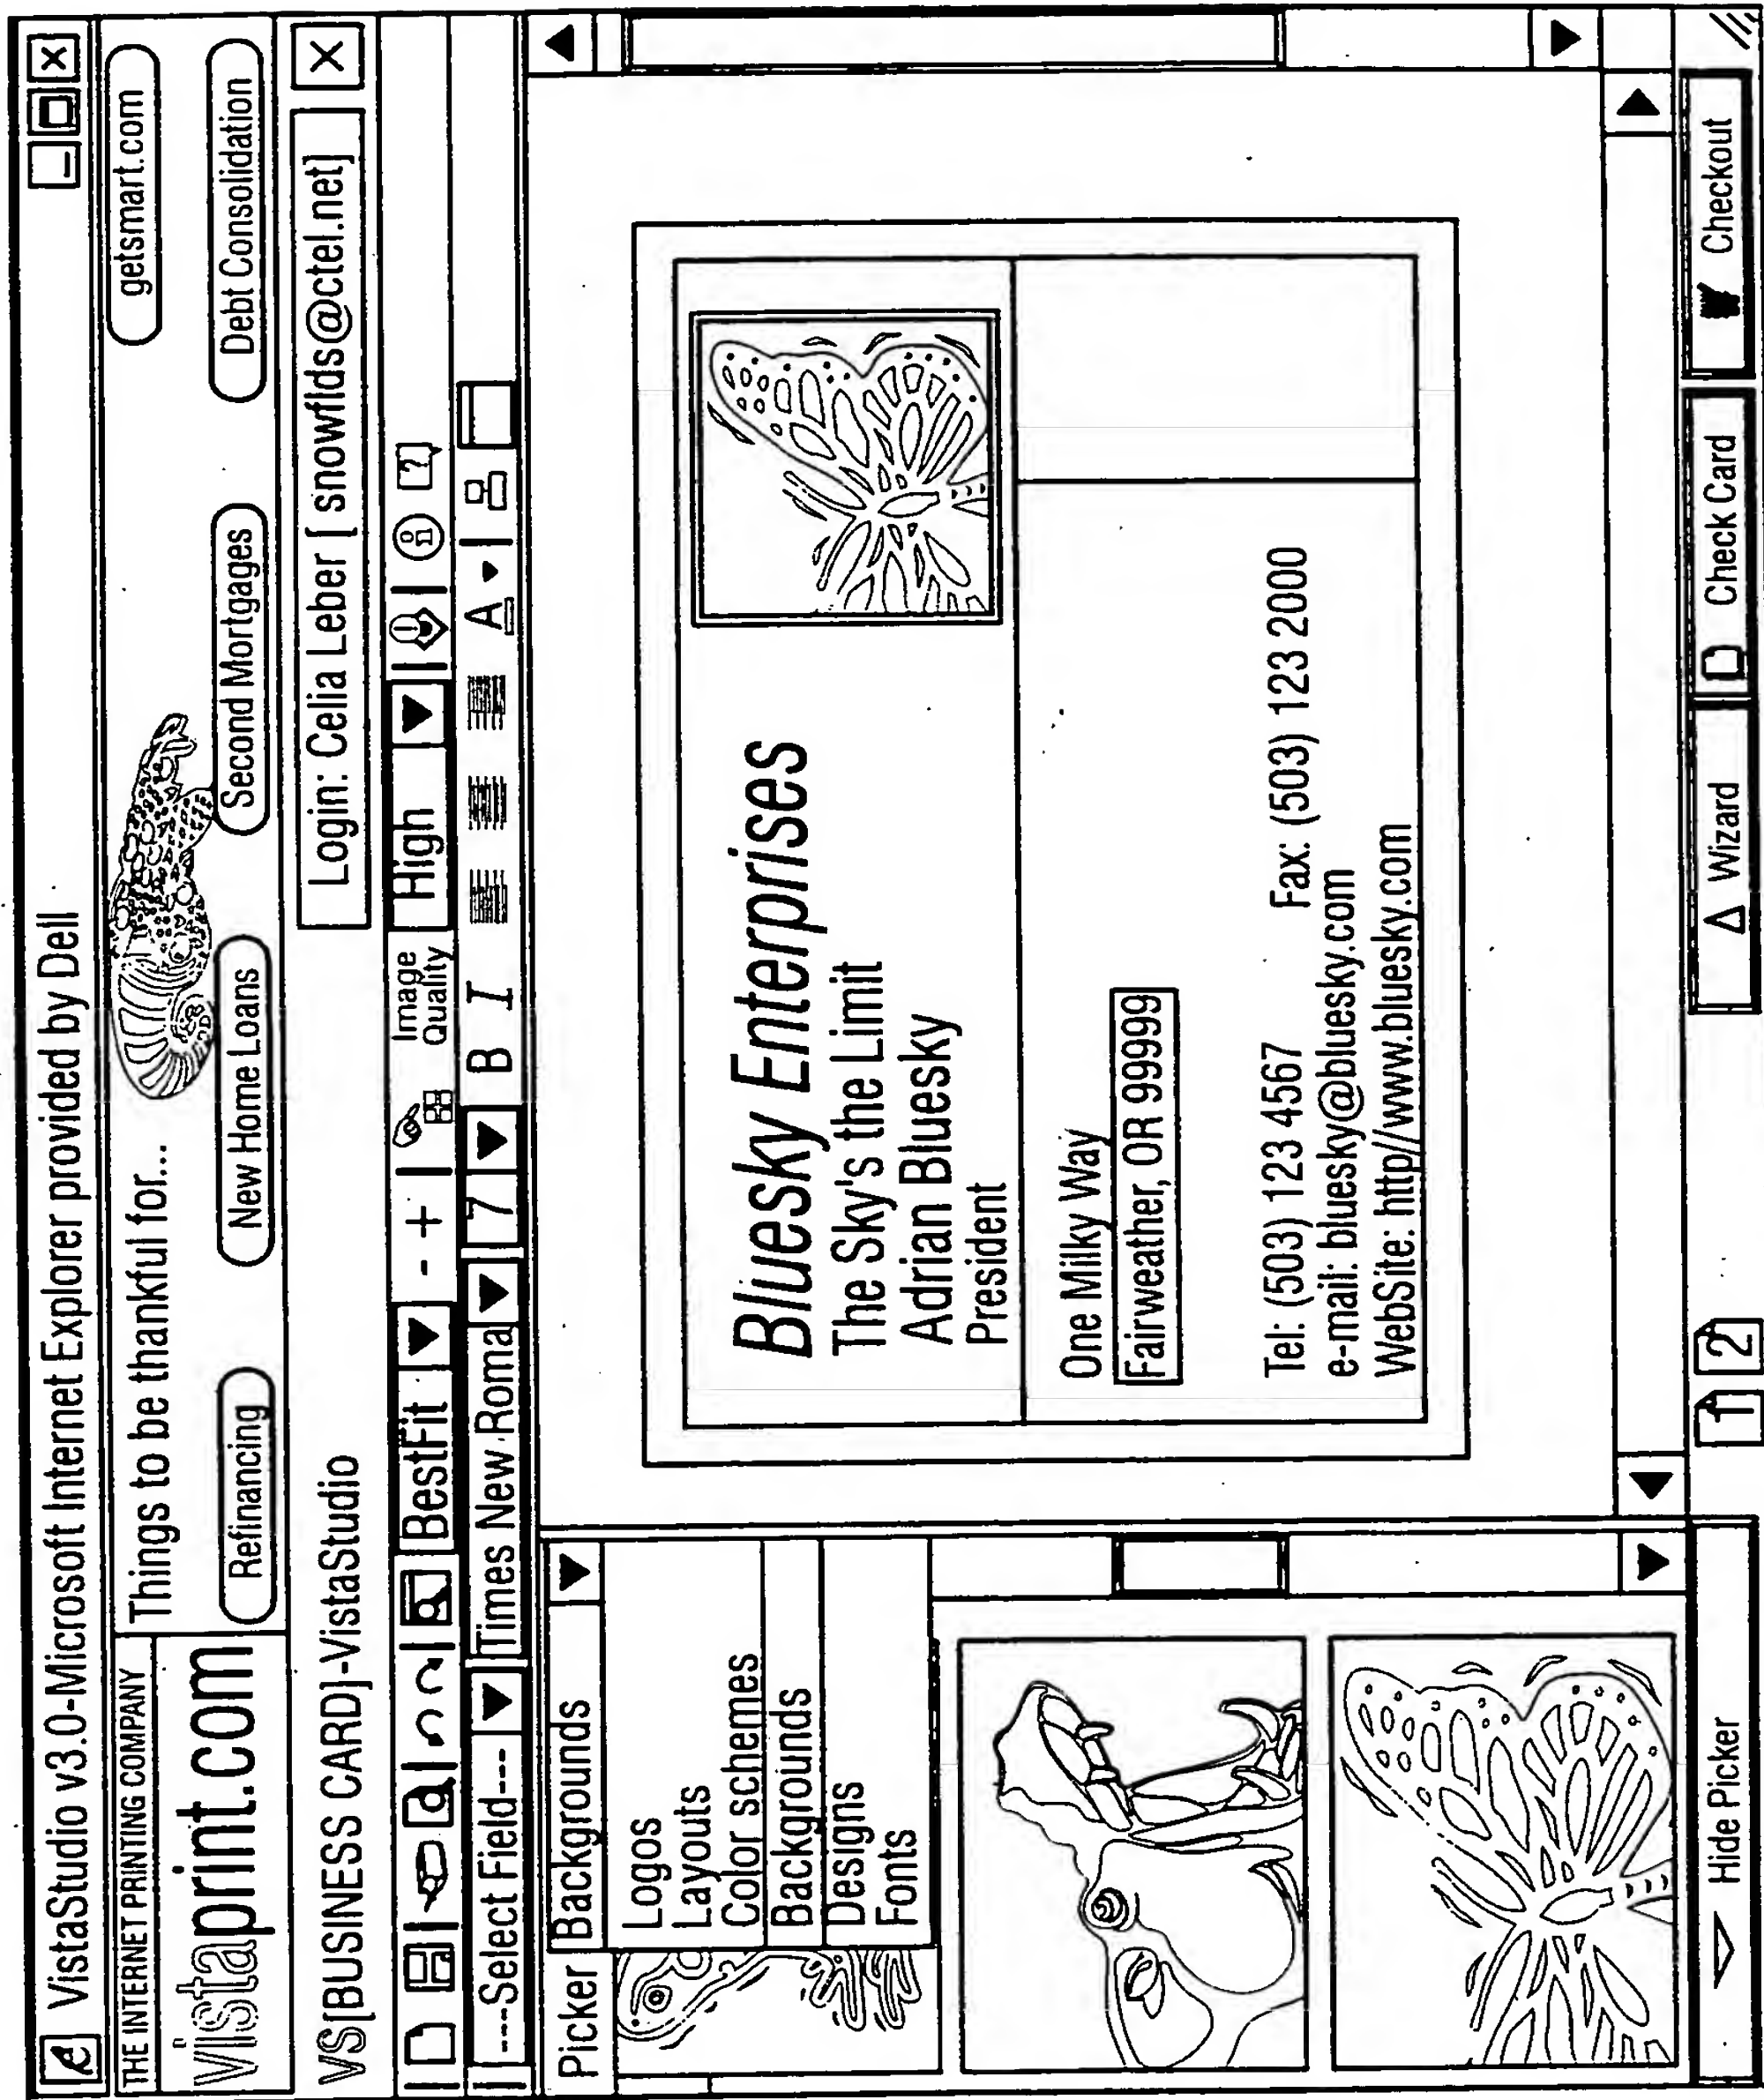 VistaStudio v3.0-Microsoft Internet Explorer provided by Dell
THE INTERNET PRINTING COMPANY
vistaprint.com
Things to be thankful for...
getsmart.com
Refinancing
New Home Loans
Second Mortgages
Debt Consolidation
VS[BUSINESS CARD]-VistaStudio
Login: Celia Leber [ snowflds@ctel.net]
BestFit
- +
Image
Quality
High
----Select Field---
Times New Roma
7
B I
A
Picker
Backgrounds
Logos
Layouts
Color schemes
Backgrounds
Designs
Fonts
Bluesky Enterprises
The Sky's the Limit
Adrian Bluesky
President
One Milky Way
Fairweather, OR 99999
Tel: (503) 123 4567 Fax: (503) 123 2000
e-mail: bluesky@bluesky.com
WebSite: http//www.bluesky.com
Hide Picker
1 2
Wizard
Check Card
Checkout